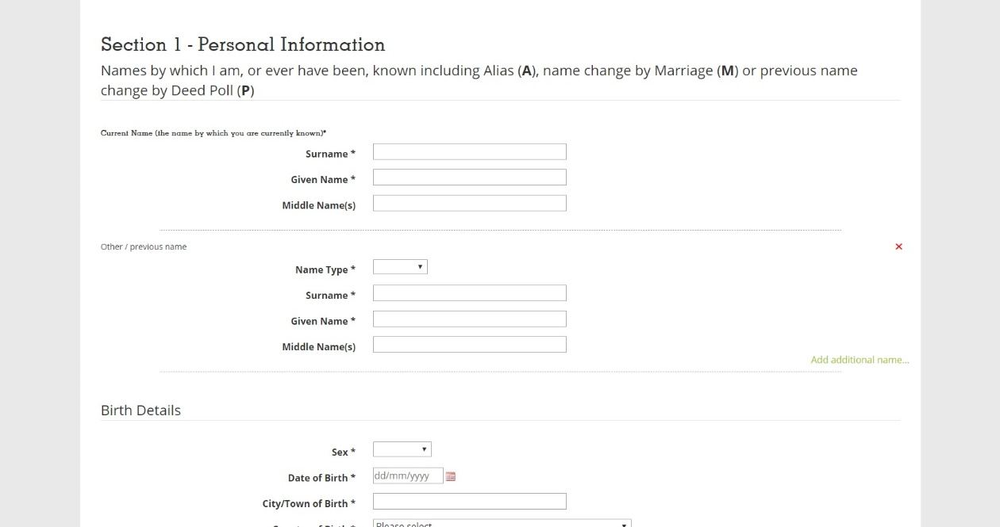 Section 1 - Personal Information
Names by which I am, or ever have been, known including Alias (A), name change by Marriage (M) or previous name
change by Deed Poll (P)
Current Name (the name by which you are currently known)*
Surname *
Given Name *
Middle Name(s)
Other / previous name
Name Type *
Surname *
Given Name *
Middle Name(s)
Add additional name...
Birth Details
Sex *
Date of Birth * dd/mm/yyyy
City/Town of Birth *
Please select